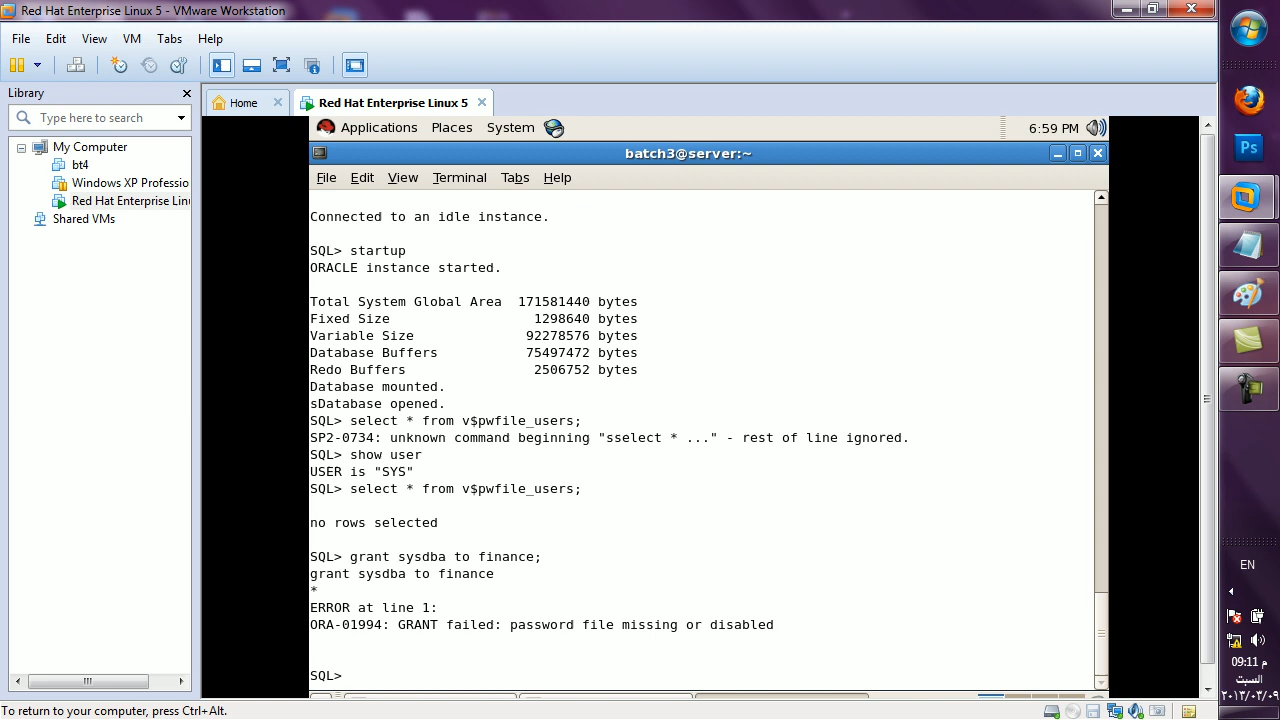 Red Hat Enterprise Linux 5 - VMware Workstation
File Edit View VM Tabs Help
Library
Type here to search
My Computer
bt4
Windows XP Professio
Red Hat Enterprise Lin
Shared VMs
Home
Red Hat Enterprise Linux 5
Applications Places System
6:59 PM
batch3@server:~
File Edit View Terminal Tabs Help
Connected to an idle instance.
SQL> startup
ORACLE instance started.
Total System Global Area 171581440 bytes
Fixed Size 1298640 bytes
Variable Size 92278576 bytes
Database Buffers 75497472 bytes
Redo Buffers 2506752 bytes
Database mounted.
sDatabase opened.
SQL> select * from v$pwfile_users;
SP2-0734: unknown command beginning "sselect * ..." - rest of line ignored.
SQL> show user
USER is "SYS"
SQL> select * from v$pwfile_users;
no rows selected
SQL> grant sysdba to finance;
grant sysdba to finance
*
ERROR at line 1:
ORA-01994: GRANT failed: password file missing or disabled
SQL>
Ps
EN
09:11 م
السبت
٢٠١٣/٠٣/٠٩
To return to your computer, press Ctrl+Alt.